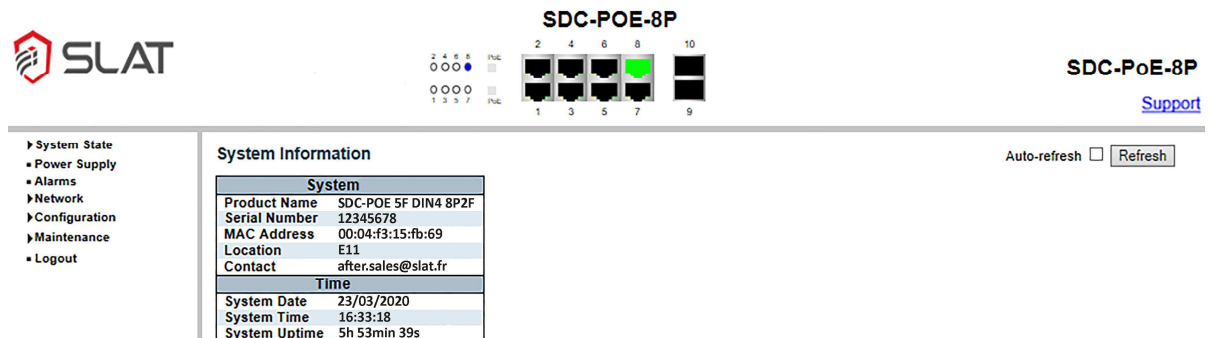 SDC-POE-8P
SLAT
2 4 6 8 10
2 4 6 8 PoE
1 3 5 7 PoE
1 3 5 7 9
SDC-PoE-8P
Support
System State
Power Supply
Alarms
Network
Configuration
Maintenance
Logout
System Information
Auto-refresh Refresh
System
Product Name SDC-POE 5F DIN4 8P2F
Serial Number 12345678
MAC Address 00:04:f3:15:fb:69
Location E11
Contact after.sales@slat.fr
Time
System Date 23/03/2020
System Time 16:33:18
System Uptime 5h 53min 39s